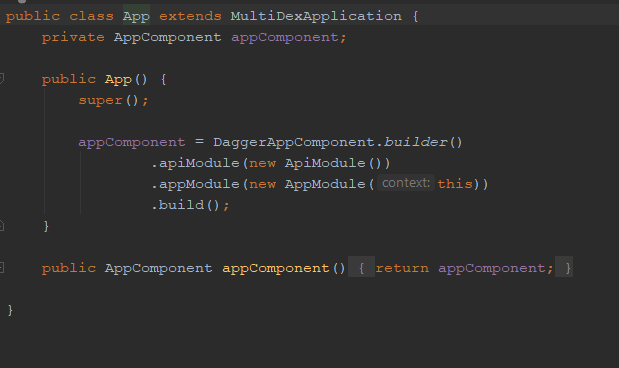 public class App extends MultiDexApplication {
    private AppComponent appComponent;
    public App() {
        super();
        appComponent = DaggerAppComponent.builder()
                .apiModule(new ApiModule())
                .appModule(new AppModule( context: this))
                .build();
    }
    public AppComponent appComponent() { return appComponent; }
}